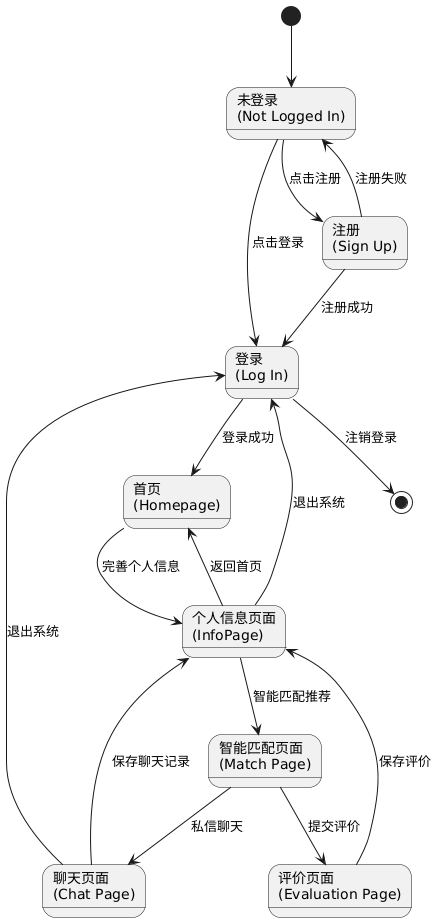 未登录
(Not Logged In)
点击注册
注册失败
注册
(Sign Up)
点击登录
注册成功
登录
(Log In)
登录成功
注销登录
首页
(Homepage)
退出系统
完善个人信息
返回首页
个人信息页面
(InfoPage)
退出系统
智能匹配推荐
智能匹配页面
(Match Page)
保存聊天记录
保存评价
私信聊天
提交评价
聊天页面
(Chat Page)
评价页面
(Evaluation Page)